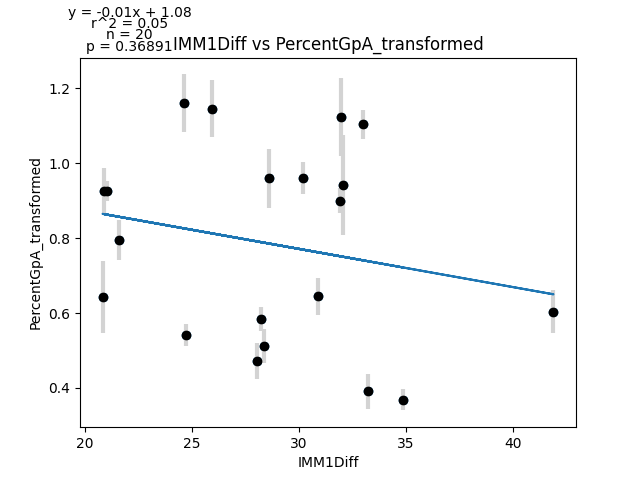 y = -0.01x + 1.08
r^2 = 0.05
n = 20
p = 0.36891
IMM1Diff vs PercentGpA_transformed
PercentGpA_transformed
1.2
1.0
0.8
0.6
0.4
20
25
30
35
40
IMM1Diff